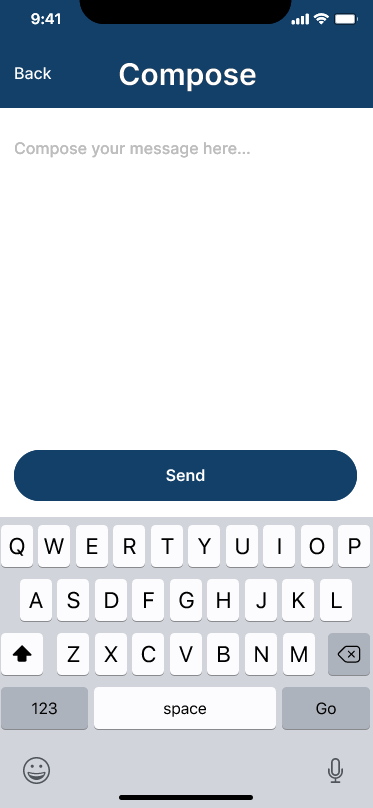 9:41
Back Compose
Compose your message here...
Send
Q W E R T Y U I O P
A S D F G H J K L
Z X C V B N M
123 space Go